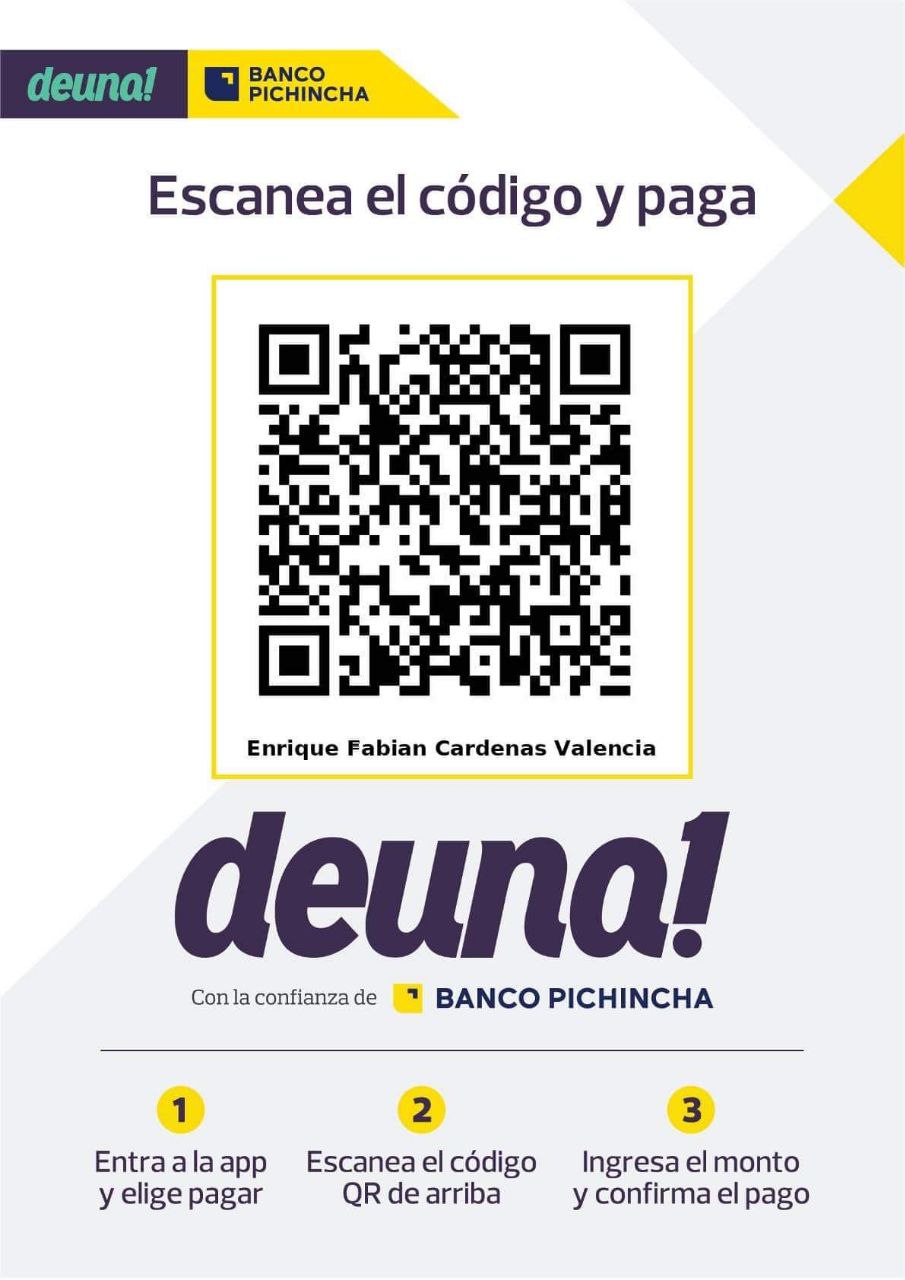 deuna!
BANCO
PICHINCHA
Escanea el código y paga
Enrique Fabian Cardenas Valencia
deuna!
Con la confianza de BANCO PICHINCHA
1
Entra a la app
y elige pagar
2
Escanea el código
QR de arriba
3
Ingresa el monto
y confirma el pago